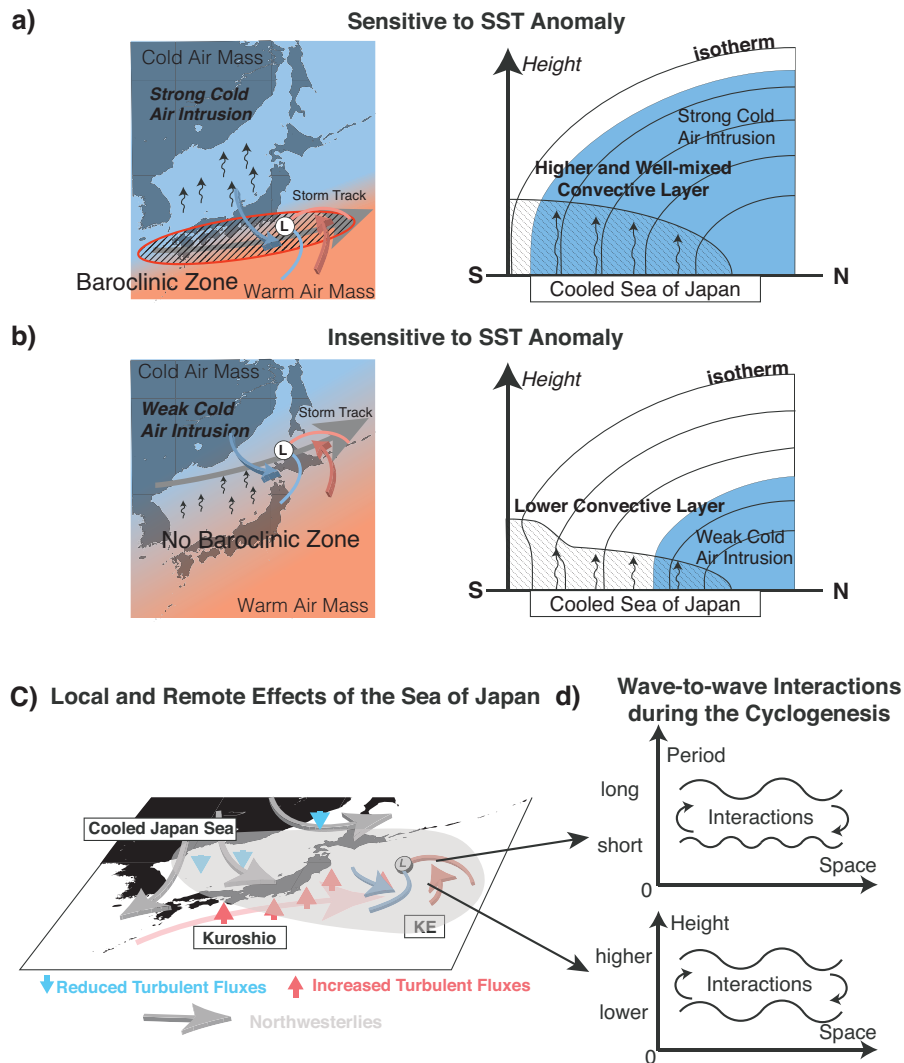 a)
Sensitive to SST Anomaly
Cold Air Mass
Strong Cold
Air Intrusion
Storm Track
L
Baroclinic Zone
Warm Air Mass
Height
isotherm
Strong Cold
Air Intrusion
Higher and Well-mixed
Convective Layer
S
N
Cooled Sea of Japan
b)
Insensitive to SST Anomaly
Cold Air Mass
Weak Cold
Air Intrusion
Storm Track
L
No Baroclinic Zone
Warm Air Mass
Height
isotherm
Lower Convective Layer
Weak Cold
Air Intrusion
S
N
Cooled Sea of Japan
C) Local and Remote Effects of the Sea of Japan
Cooled Japan Sea
L
KE
Kuroshio
Reduced Turbulent Fluxes
Increased Turbulent Fluxes
Northwesterlies
d)
Wave-to-wave Interactions
during the Cyclogenesis
Period
long
Interactions
short
Space
0
Height
higher
Interactions
lower
Space
0